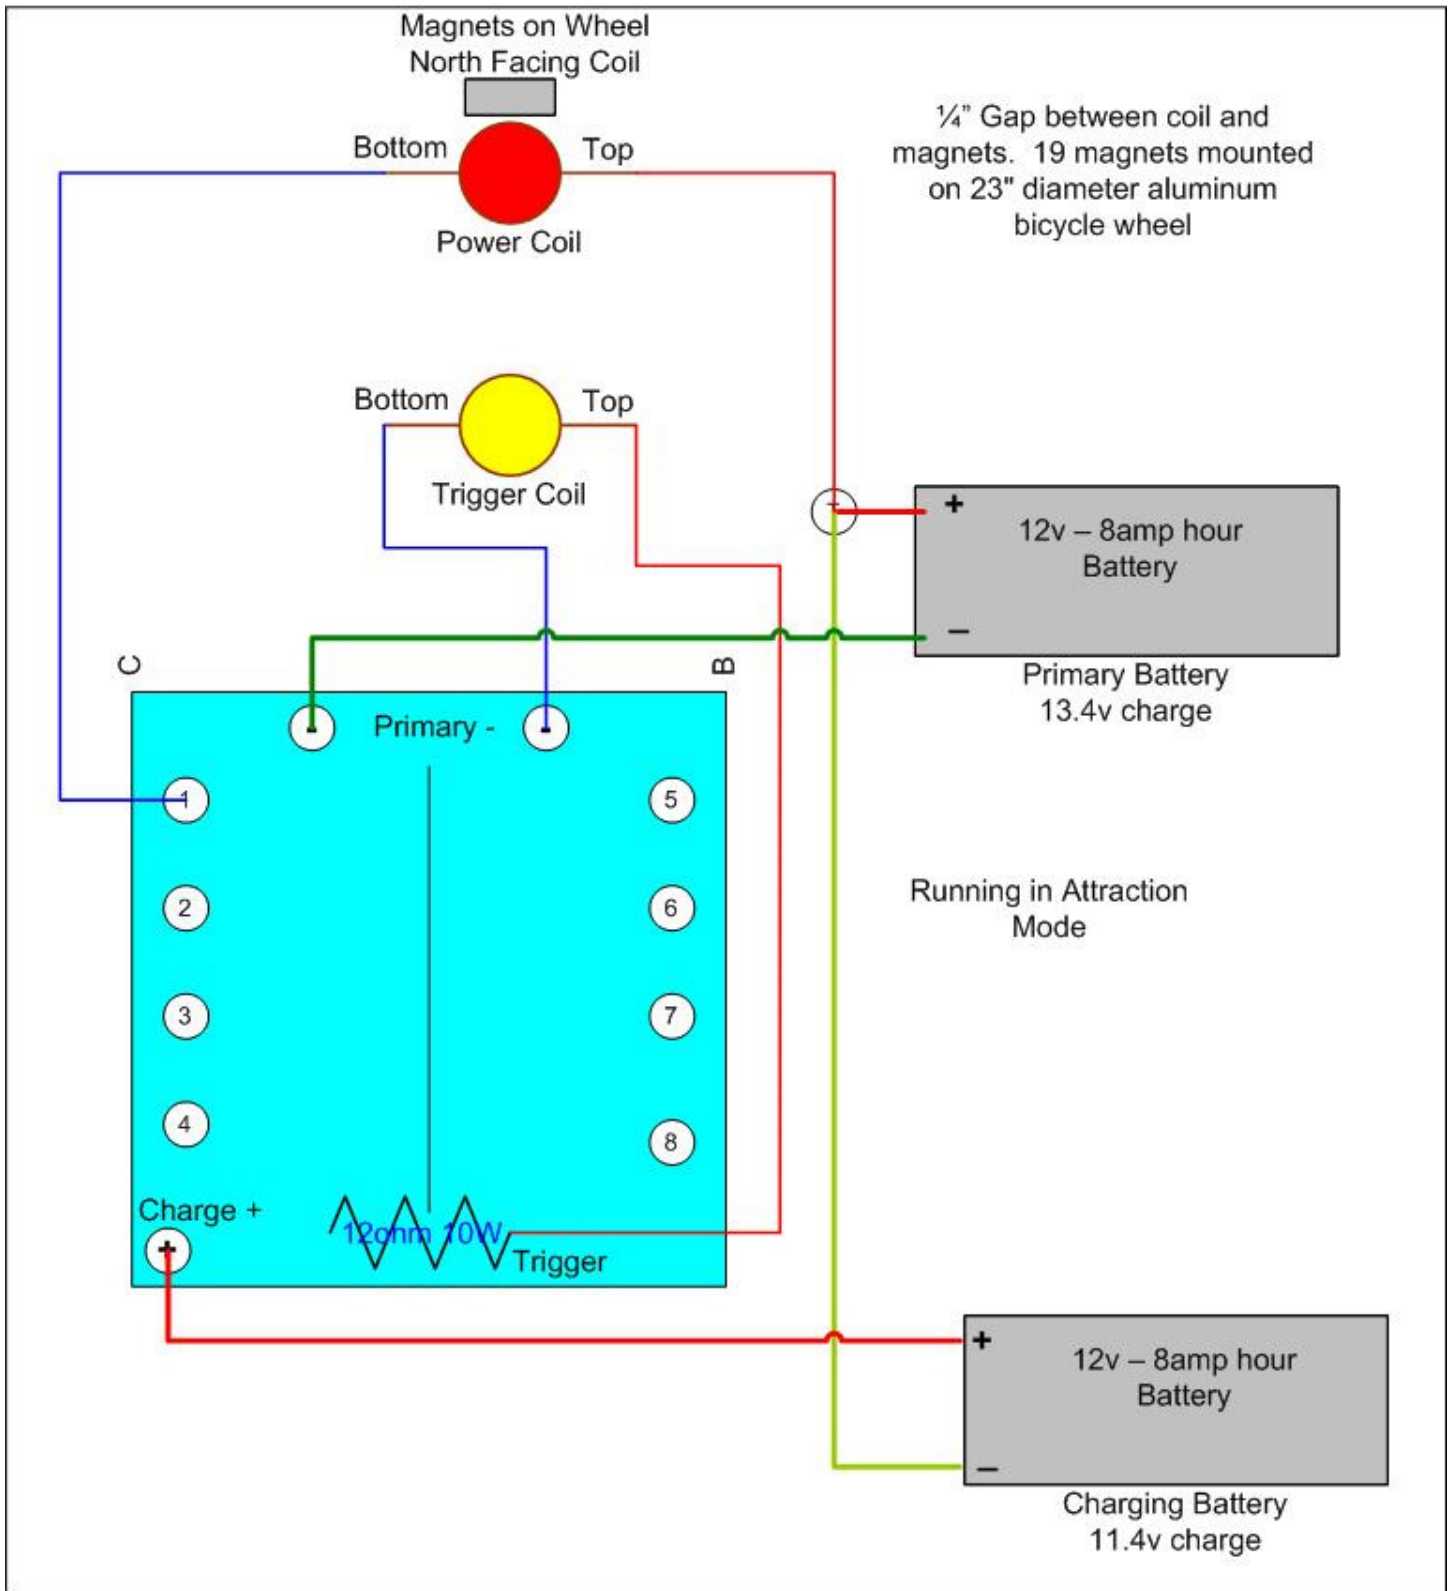 Magnets on Wheel
North Facing Coil
¼” Gap between coil and
magnets. 19 magnets mounted
on 23" diameter aluminum
bicycle wheel
Bottom
Top
Power Coil
Bottom
Top
Trigger Coil
+
12v – 8amp hour
Battery
–
Primary Battery
13.4v charge
C
B
-
Primary -
-
1
5
2
6
Running in Attraction
Mode
3
7
4
8
Charge +
+
12ohm 10W
Trigger
+
12v – 8amp hour
Battery
–
Charging Battery
11.4v charge